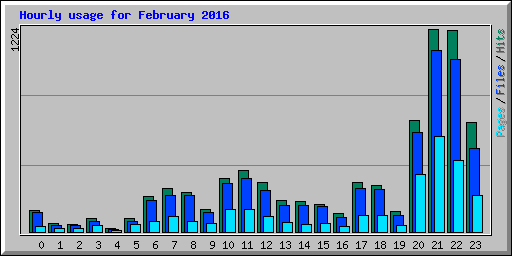 Hourly usage for February 2016
1224
Pages/Files/Hits
0 1 2 3 4 5 6 7 8 9 10 11 12 13 14 15 16 17 18 19 20 21 22 23